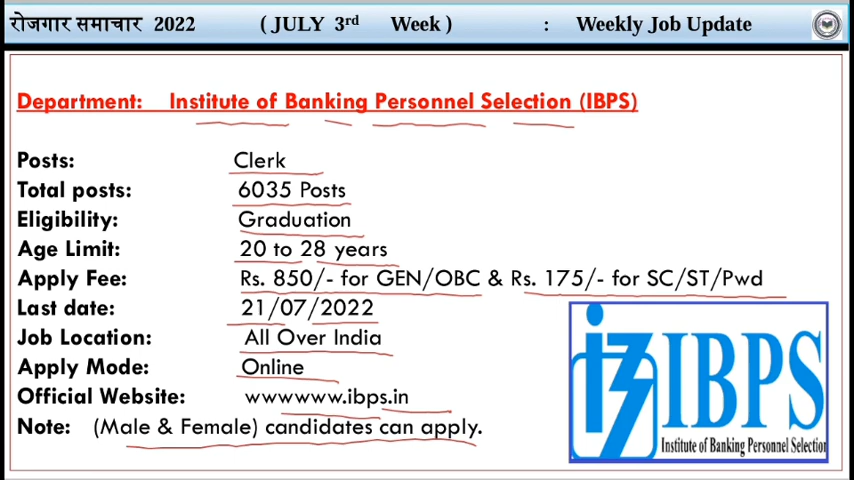 रोजगार समाचार 2022 ( JULY 3rd Week ) : Weekly Job Update
Department: Institute of Banking Personnel Selection (IBPS)
Posts: Clerk
Total posts: 6035 Posts
Eligibility: Graduation
Age Limit: 20 to 28 years
Apply Fee: Rs. 850/- for GEN/OBC & Rs. 175/- for SC/ST/Pwd
Last date: 21/07/2022
Job Location: All Over India
Apply Mode: Online
Official Website: wwwwww.ibps.in
Note: (Male & Female) candidates can apply.
IBPS
Institute of Banking Personnel Selection